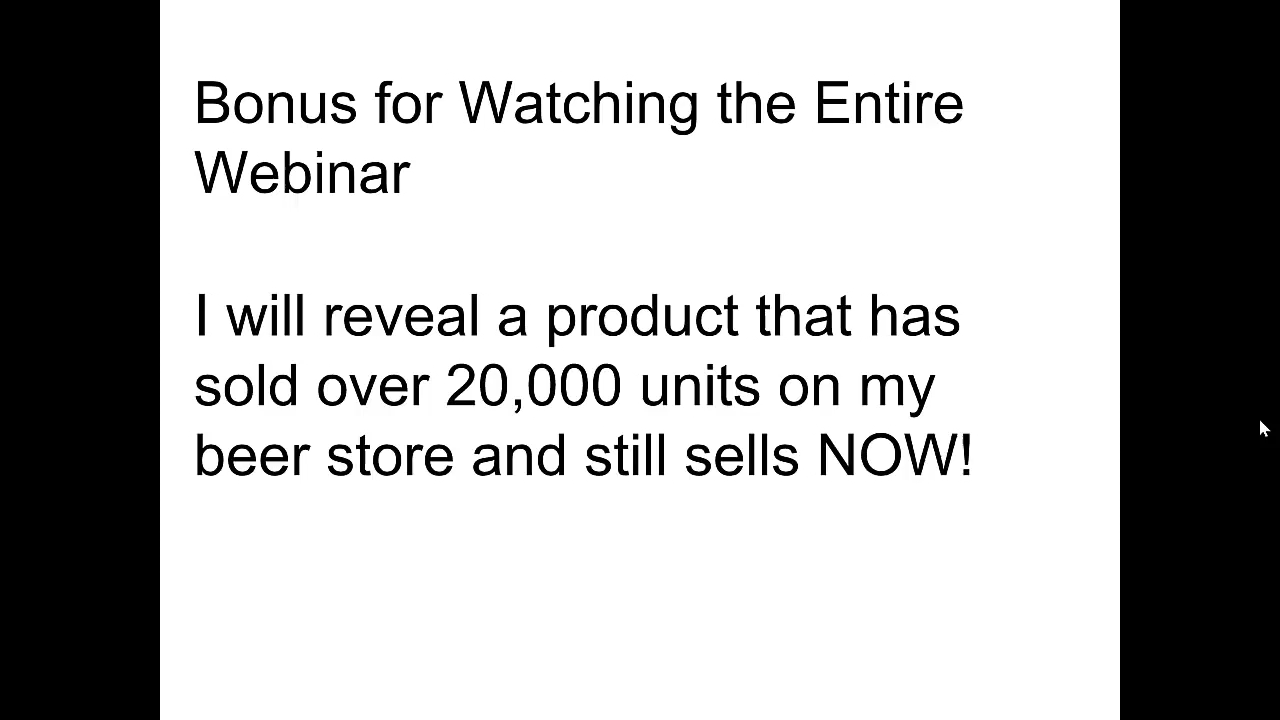 Bonus for Watching the Entire
Webinar
I will reveal a product that has
sold over 20,000 units on my
beer store and still sells NOW!